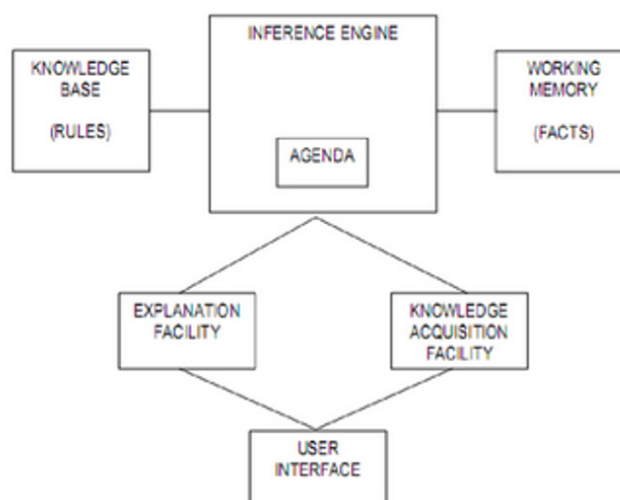 INFERENCE ENGINE
KNOWLEDGE
BASE
(RULES)
WORKING
MEMORY
(FACTS)
AGENDA
EXPLANATION
FACILITY
KNOWLEDGE
ACQUISITION
FACILITY
USER
INTERFACE